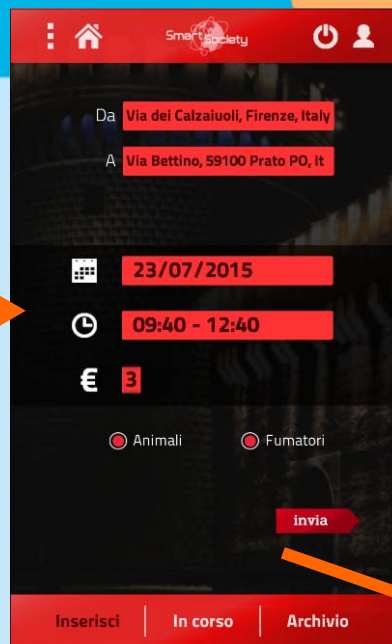 Smart Society
Da Via dei Calzaiuoli, Firenze, Italy
A Via Bettino, 59100 Prato PO, It
23/07/2015
09:40 - 12:40
€ 3
Animali Fumatori
invia
Inserisci In corso Archivio